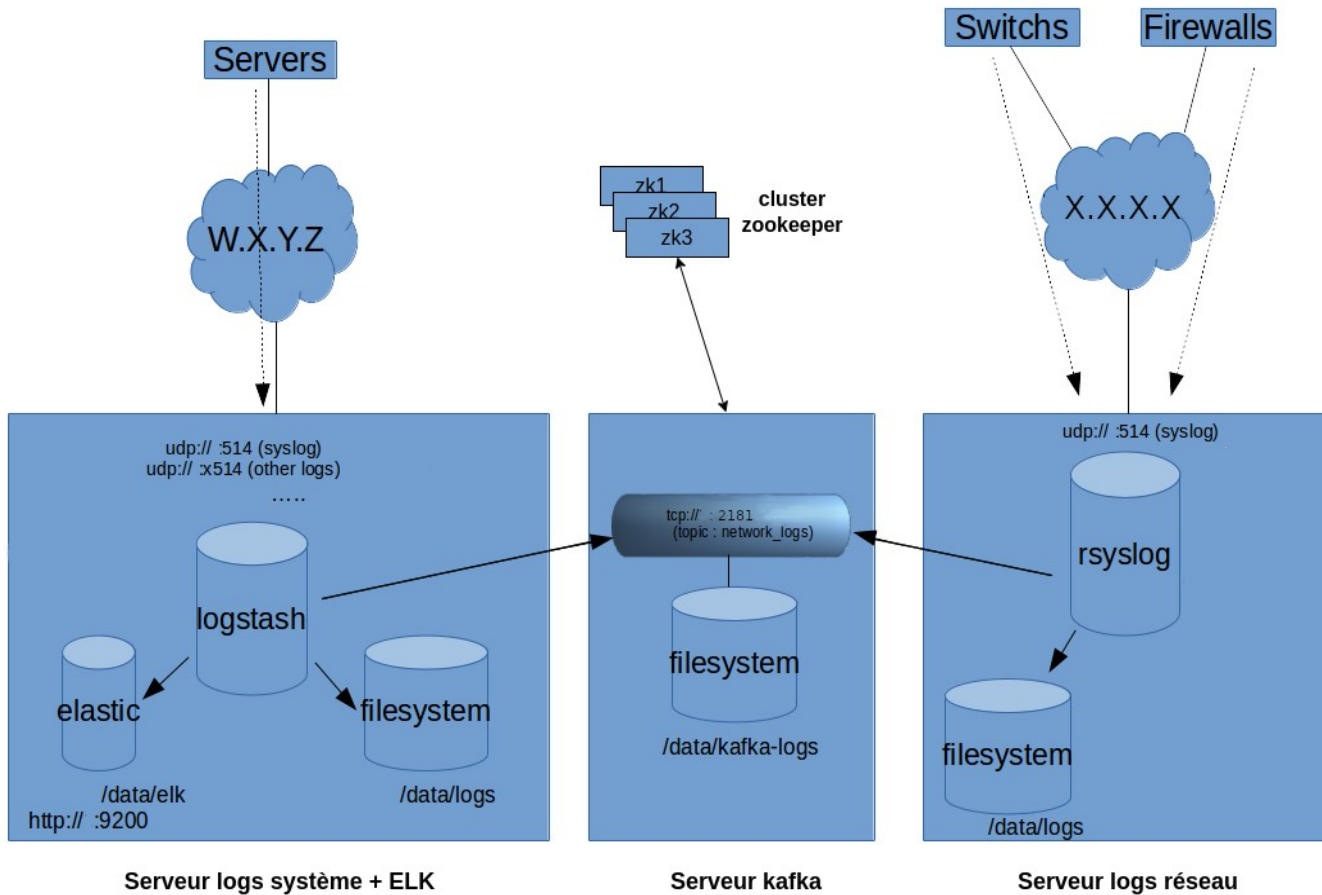 Servers
Switchs
Firewalls
W.X.Y.Z
zk1
zk2
zk3
cluster
zookeeper
X.X.X.X
udp:// :514 (syslog)
udp:// :x514 (other logs)
.....
logstash
elastic
filesystem
/data/elk
/data/logs
http:// :9200
Serveur logs système + ELK
tcp:// : 2181
(topic : network_logs)
filesystem
/data/kafka-logs
Serveur kafka
udp:// :514 (syslog)
rsyslog
filesystem
/data/logs
Serveur logs réseau